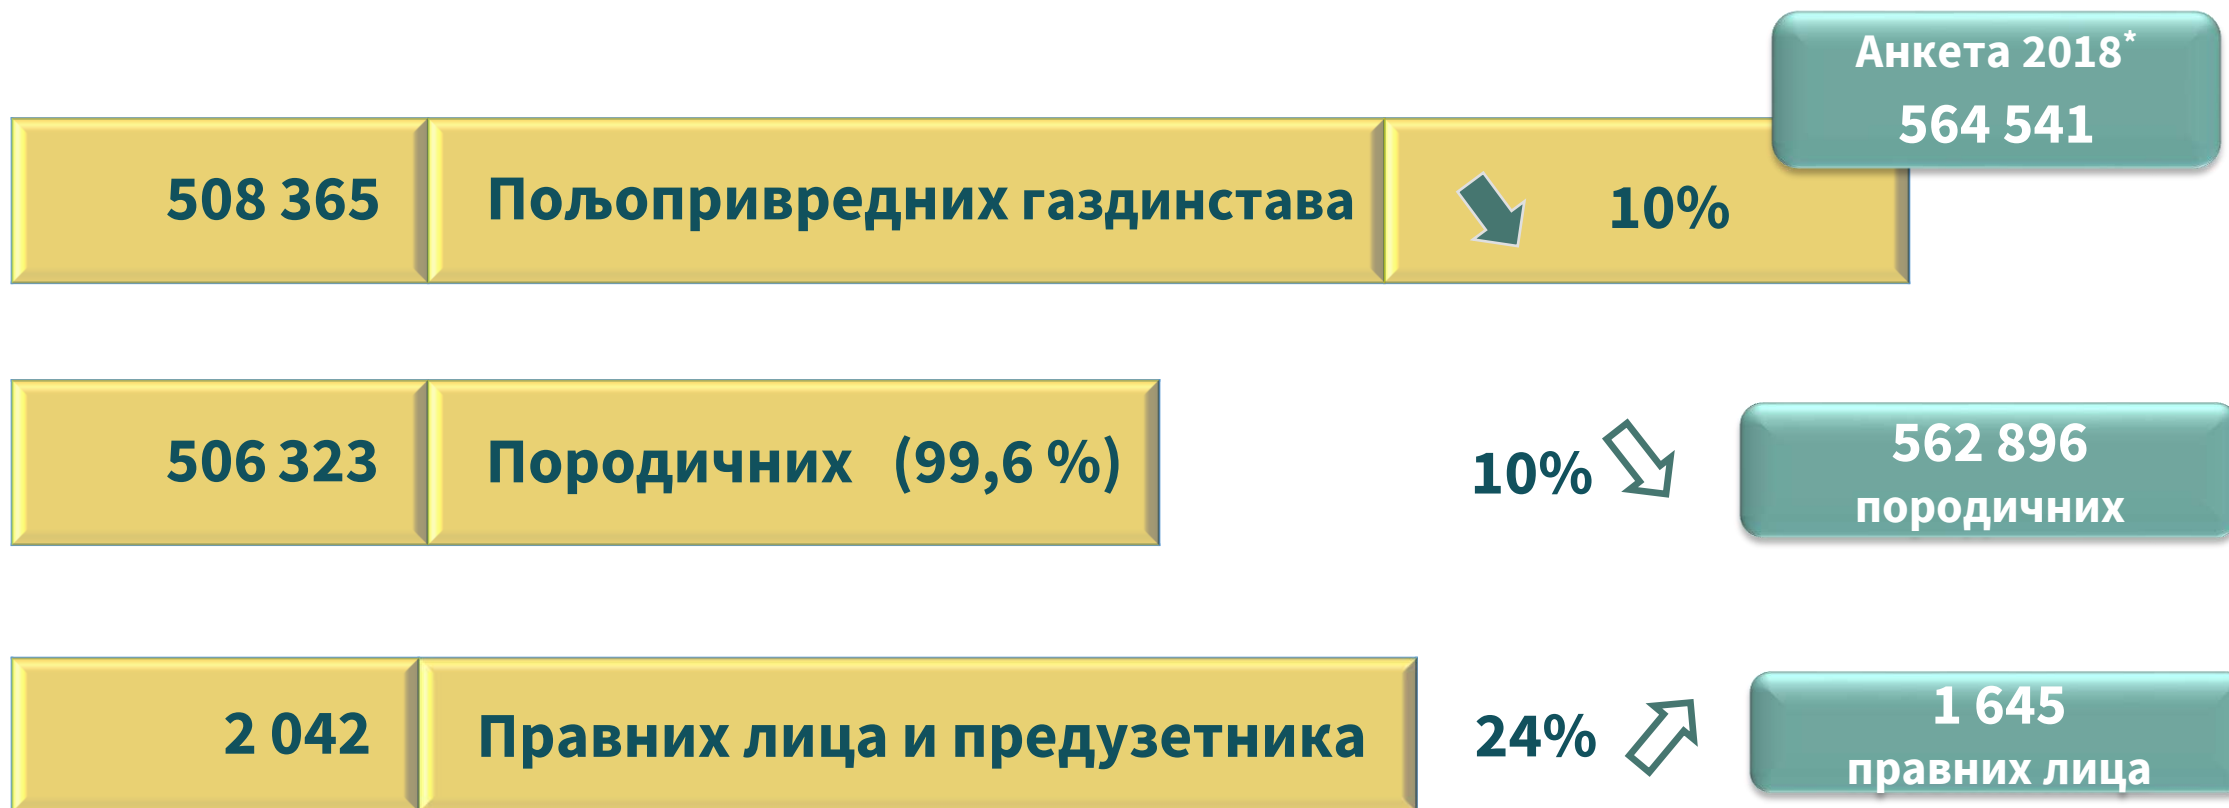 Анкета 2018*
564 541
508 365 Пољопривредних газдинстава 10%
506 323 Породичних (99,6 %) 10%
562 896
породичних
2 042 Правних лица и предузетника 24%
1 645
правних лица